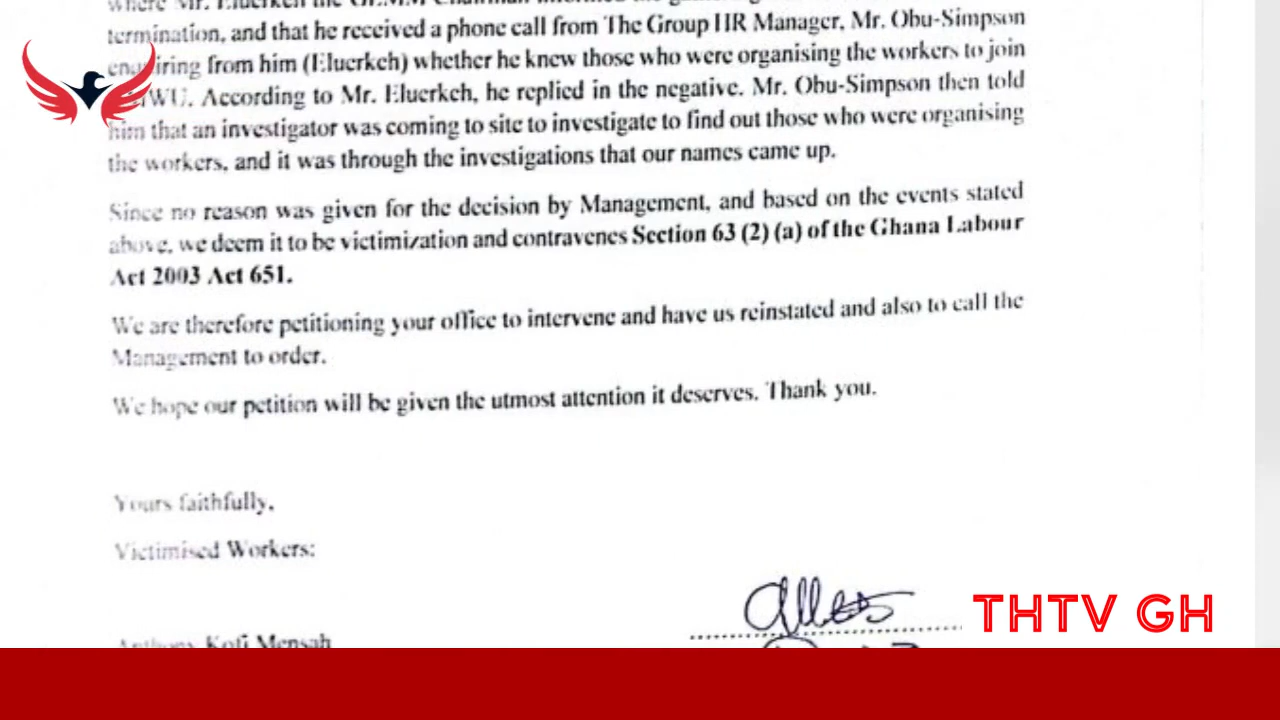 termination, and that he received a phone call from The Group HR Manager, Mr. Obu-Simpson
enquiring from him (Eluerkeh) whether he knew those who were organising the workers to join
WU. According to Mr. Eluerkeh, he replied in the negative. Mr. Obu-Simpson then told
him that an investigator was coming to site to investigate to find out those who were organising
the workers, and it was through the investigations that our names came up.
Since no reason was given for the decision by Management, and based on the events stated
above, we deem it to be victimization and contravenes Section 63 (2) (a) of the Ghana Labour
Act 2003 Act 651.
We are therefore petitioning your office to intervene and have us reinstated and also to call the
Management to order.
We hope our petition will be given the utmost attention it deserves. Thank you.
Yours faithfully,
Victimised Workers:
Anthony Kofi Mensah
THTV GH